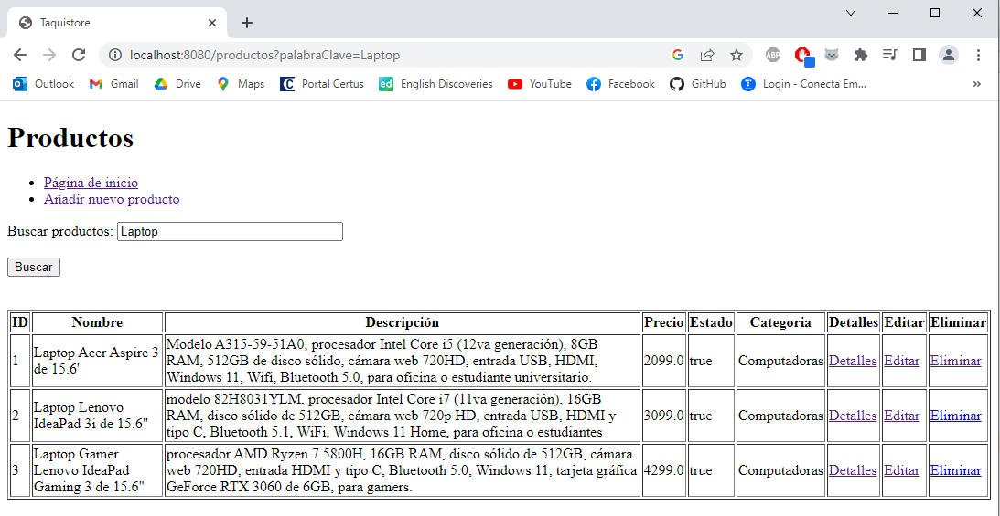 Taquistore
localhost:8080/productos?palabraClave=Laptop
ABP
Outlook Gmail Drive Maps Portal Certus ed English Discoveries YouTube Facebook GitHub T Login - Conecta Em... »
Productos
Página de inicio
Añadir nuevo producto
Buscar productos: Laptop
Buscar
ID Nombre Descripción Precio Estado Categoria Detalles Editar Eliminar
1 Laptop Acer Aspire 3 de 15.6' Modelo A315-59-51A0, procesador Intel Core i5 (12va generación), 8GB
RAM, 512GB de disco sólido, cámara web 720HD, entrada USB, HDMI,
Windows 11, Wifi, Bluetooth 5.0, para oficina o estudiante universitario. 2099.0 true Computadoras Detalles Editar Eliminar
2 Laptop Lenovo IdeaPad 3i de 15.6" modelo 82H8031YLM, procesador Intel Core i7 (11va generación), 16GB
RAM, disco sólido de 512GB, cámara web 720p HD, entrada USB, HDMI y
tipo C, Bluetooth 5.1, WiFi, Windows 11 Home, para oficina o estudiantes 3099.0 true Computadoras Detalles Editar Eliminar
3 Laptop Gamer Lenovo IdeaPad Gaming 3 de 15.6" procesador AMD Ryzen 7 5800H, 16GB RAM, disco sólido de 512GB, cámara
web 720HD, entrada HDMI y tipo C, Bluetooth 5.0, Windows 11, tarjeta gráfica
GeForce RTX 3060 de 6GB, para gamers. 4299.0 true Computadoras Detalles Editar Eliminar